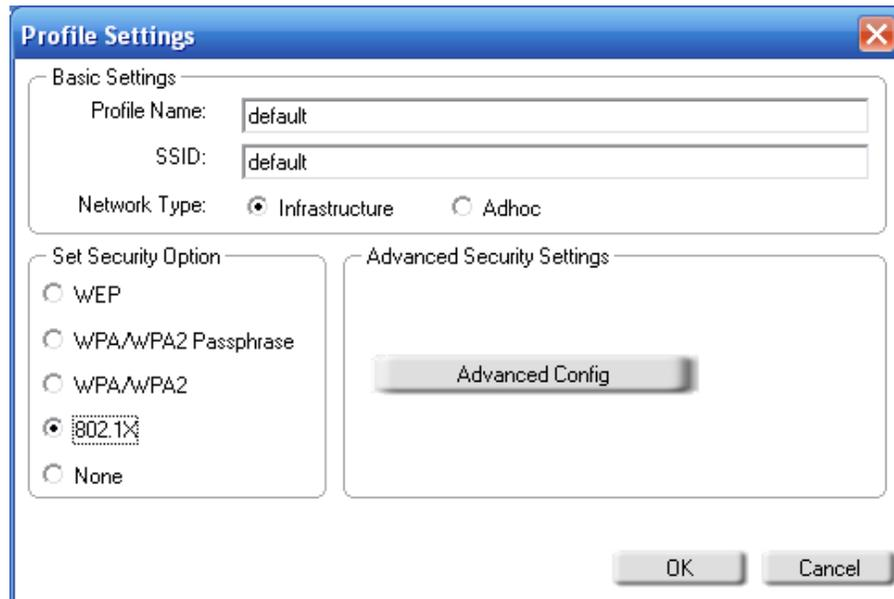 Profile Settings
Basic Settings
Profile Name: default
SSID: default
Network Type: Infrastructure Adhoc
Set Security Option
WEP
WPA/WPA2 Passphrase
WPA/WPA2
802.1X
None
Advanced Security Settings
Advanced Config
OK Cancel